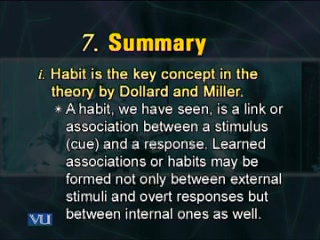 7. Summary
i. Habit is the key concept in the
theory by Dollard and Miller.
* A habit, we have seen, is a link or
association between a stimulus
(cue) and a response. Learned
associations or habits may be
formed not only between external
stimuli and overt responses but
between internal ones as well.
VU